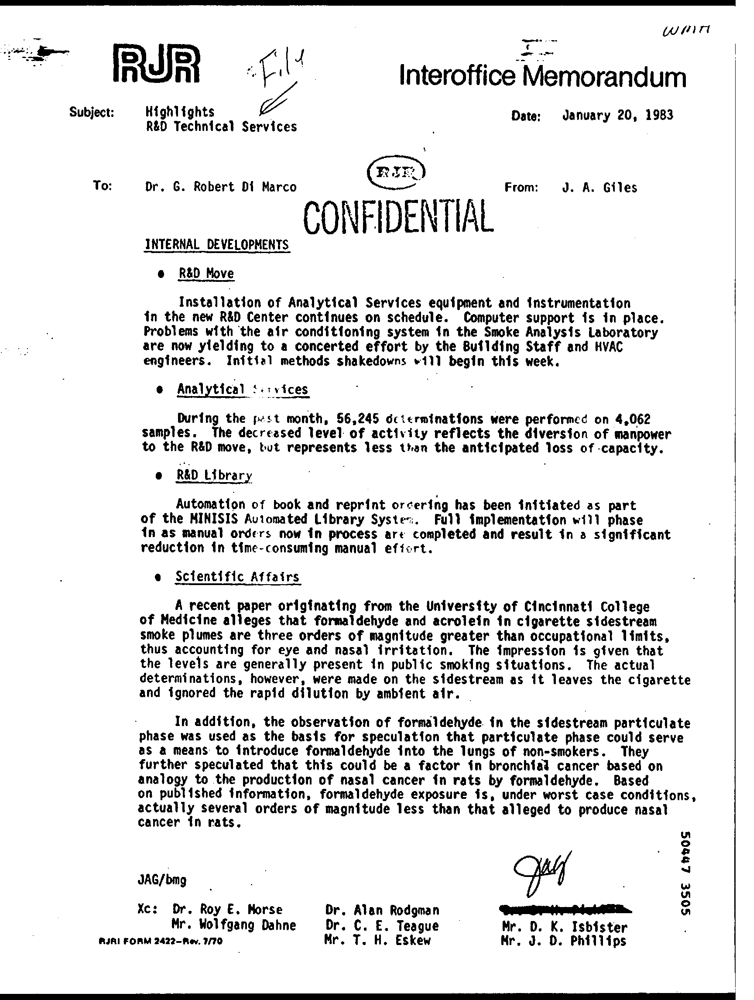 RJR
File
Interoffice Memorandum
Subject: Highlights
R&D Technical Services
Date: January 20, 1983
RJR
To: Dr. G. Robert Di Marco
From: J. A. Giles
CONFIDENTIAL
INTERNAL DEVELOPMENTS
• R&D Move
Installation of Analytical Services equipment and instrumentation
in the new R&D Center continues on schedule. Computer support is in place.
Problems with the air conditioning system in the Smoke Analysis Laboratory
are now yielding to a concerted effort by the Building Staff and HVAC
engineers. Initial methods shakedowns will begin this week.
• Analytical Services
During the past month, 56,245 determinations were performed on 4,062
samples. The decreased level of activity reflects the diversion of manpower
to the R&D move, but represents less than the anticipated loss of capacity.
• R&D Library
Automation of book and reprint ordering has been initiated as part
of the MINISIS Automated Library System. Full implementation will phase
in as manual orders now in process are completed and result in a significant
reduction in time-consuming manual effort.
• Scientific Affairs
A recent paper originating from the University of Cincinnati College
of Medicine alleges that formaldehyde and acrolein in cigarette sidestream
smoke plumes are three orders of magnitude greater than occupational limits,
thus accounting for eye and nasal irritation. The impression is given that
the levels are generally present in public smoking situations. The actual
determinations, however, were made on the sidestream as it leaves the cigarette
and ignored the rapid dilution by ambient air.
In addition, the observation of formaldehyde in the sidestream particulate
phase was used as the basis for speculation that particulate phase could serve
as a means to introduce formaldehyde into the lungs of non-smokers. They
further speculated that this could be a factor in bronchial cancer based on
analogy to the production of nasal cancer in rats by formaldehyde. Based
on published information, formaldehyde exposure is, under worst case conditions,
actually several orders of magnitude less than that alleged to produce nasal
cancer in rats.
50447 3505
JAG/bmg
Jag
Xc: Dr. Roy E. Morse Dr. Alan Rodgman
Mr. Wolfgang Dahne Dr. C. E. Teague Mr. D. K. Isbister
RJRI FORM 2422-Rev. 7/70 Mr. T. H. Eskew Mr. J. D. Phillips